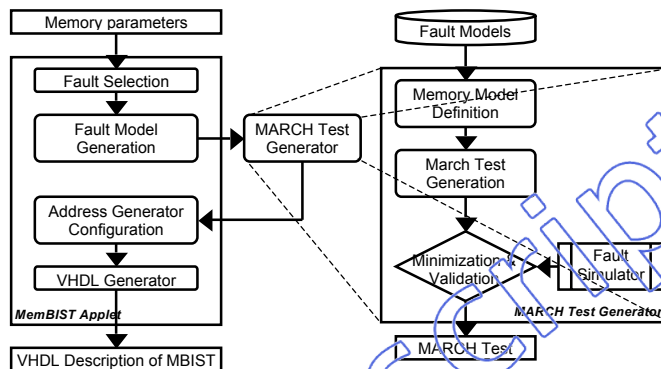 Memory parameters
Fault Selection
Fault Model
Generation
MARCH Test
Generator
Address Generator
Configuration
VHDL Generator
MemBIST Applet
VHDL Description of MBIST
Fault Models
Memory Model
Definition
March Test
Generation
Minimization &
Validation
Fault
Simulator
MARCH Test Generator
MARCH Test